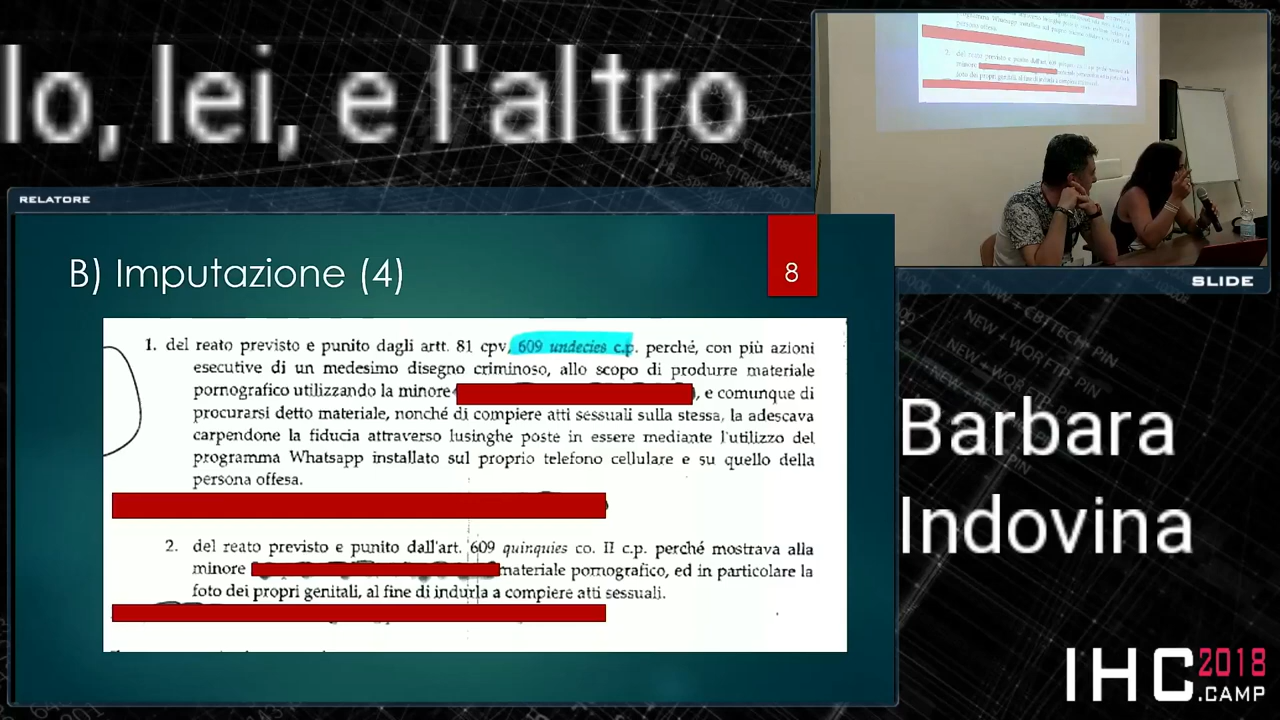 Io, lei, e l'altro
RELATORE
B) Imputazione (4)
8
1. del reato previsto e punito dagli artt. 81 cpv, 609 undecies c.p. perché, con più azioni
esecutive di un medesimo disegno criminoso, allo scopo di produrre materiale
pornografico utilizzando la minore ), e comunque di
procurarsi detto materiale, nonché di compiere atti sessuali sulla stessa, la adescava
carpendone la fiducia attraverso lusinghe poste in essere mediante l'utilizzo del
programma Whatsapp installato sul proprio telefono cellulare e su quello della
persona offesa.
2. del reato previsto e punito dall'art. 609 quinquies co. II c.p. perché mostrava alla
minore materiale pornografico, ed in particolare la
foto dei propri genitali, al fine di indurla a compiere atti sessuali.
SLIDE
Barbara
Indovina
IHC 2018
.CAMP